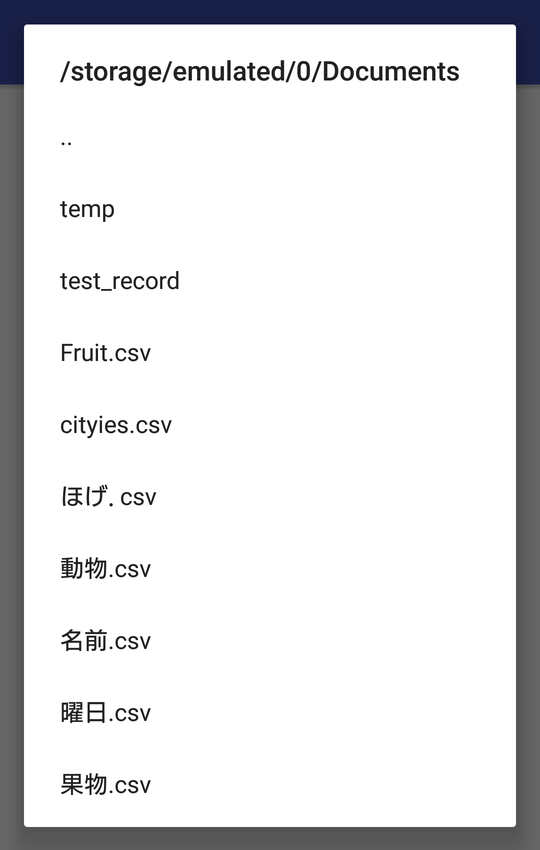 /storage/emulated/0/Documents
..
temp
test_record
Fruit.csv
cityies.csv
ほげ. csv
動物.csv
名前.csv
曜日.csv
果物.csv